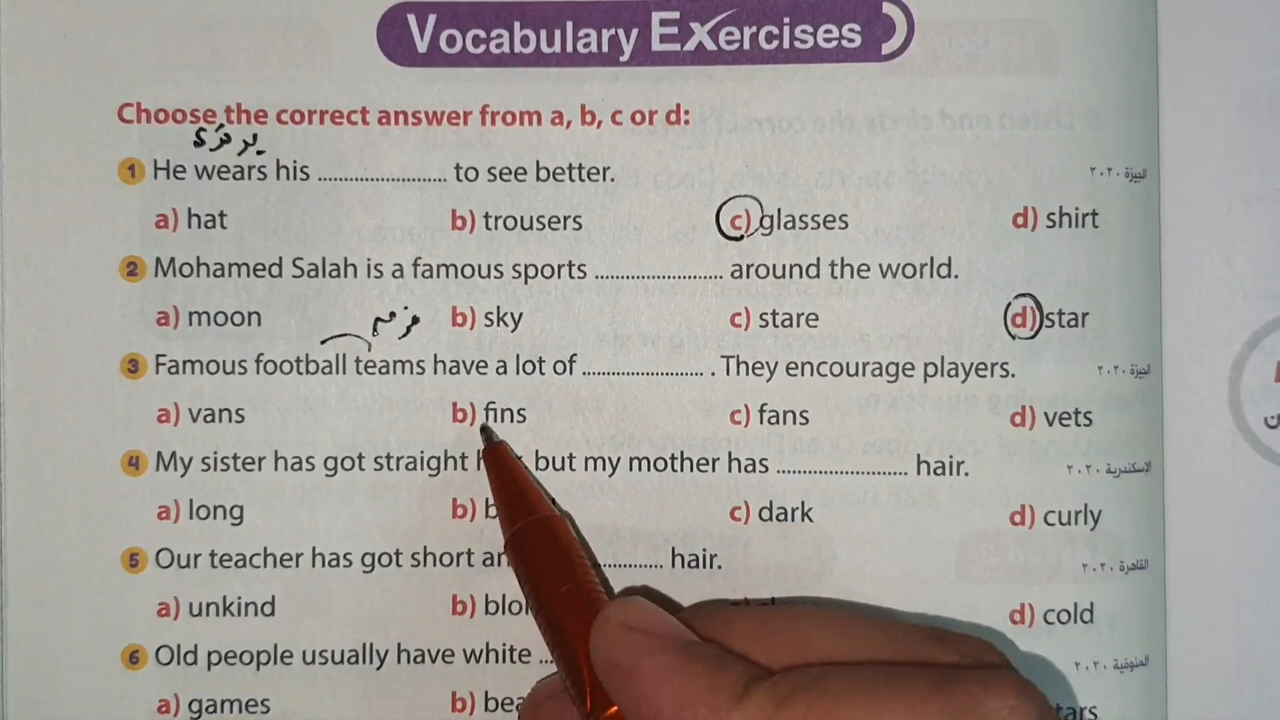 Vocabulary Exercises
Choose the correct answer from a, b, c or d:
1 He wears his ...................... to see better. الجيزة ٢٠٢٠
a) hat b) trousers c) glasses d) shirt
2 Mohamed Salah is a famous sports ...................... around the world.
a) moon b) sky c) stare d) star
3 Famous football teams have a lot of ...................... . They encourage players. الجيزة ٢٠٢٠
a) vans b) fins c) fans d) vets
4 My sister has got straight but my mother has ...................... hair. الإسكندرية ٢٠٢٠
a) long b) c) dark d) curly
5 Our teacher has got short ............ hair. القاهرة ٢٠٢٠
a) unkind b) d) cold
6 Old people usually have white ... المنوفية ٢٠٢٠
a) games b)